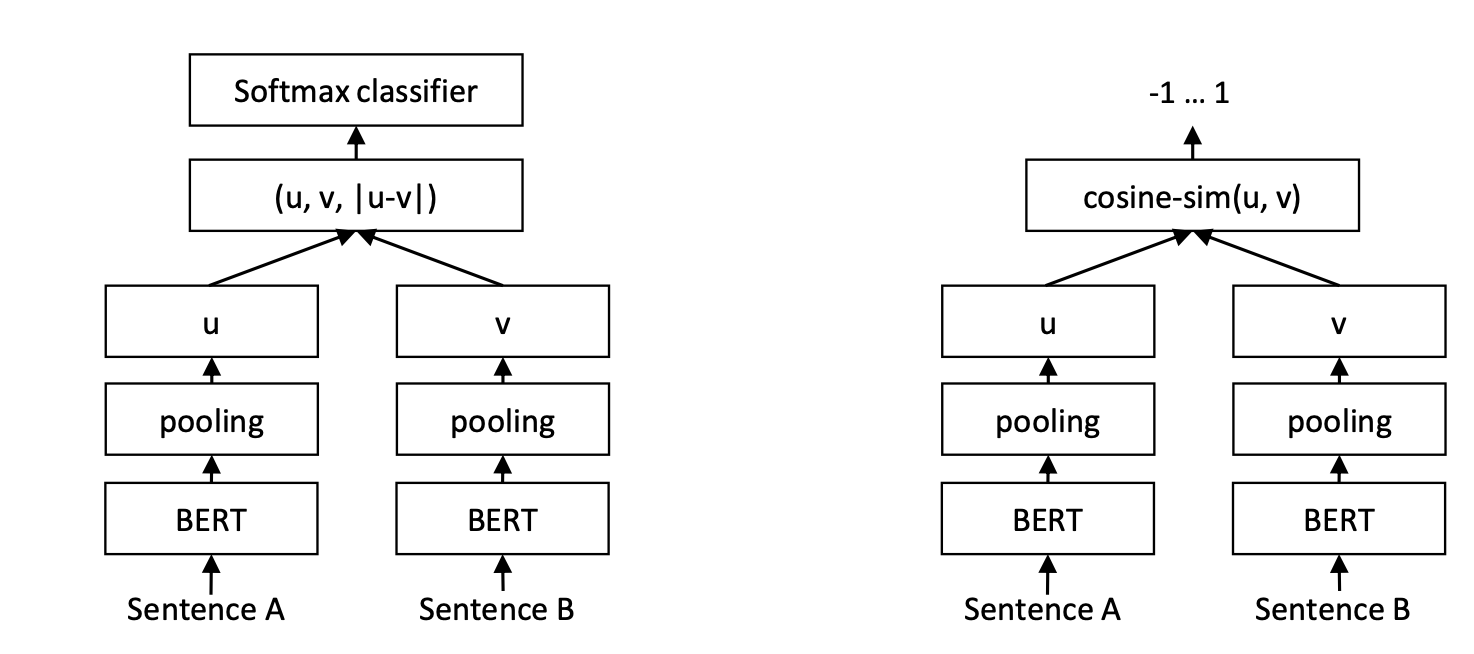 Softmax classifier
(u, v, |u-v|)
u
v
pooling
pooling
BERT
BERT
Sentence A
Sentence B
-1 ... 1
cosine-sim(u, v)
u
v
pooling
pooling
BERT
BERT
Sentence A
Sentence B